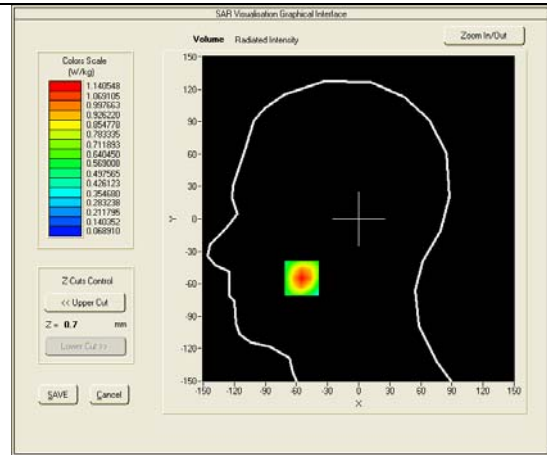 SAR Visualisation Graphical Interface
Volume Radiated Intensity
Zoom In/Out
Colors Scale
(W/kg)
1.140548
1.069105
0.997663
0.926220
0.854778
0.783335
0.711893
0.640450
0.569008
0.497565
0.426123
0.354680
0.283238
0.211795
0.140352
0.068910
Z Cuts Control
<< Upper Cut
Z = 0.7 mm
Lower Cut >>
SAVE Cancel
150
120
90
60
30
0
-30
-60
-90
-120
-150
Y
-150 -120 -90 -60 -30 0 30 60 90 120 150
X